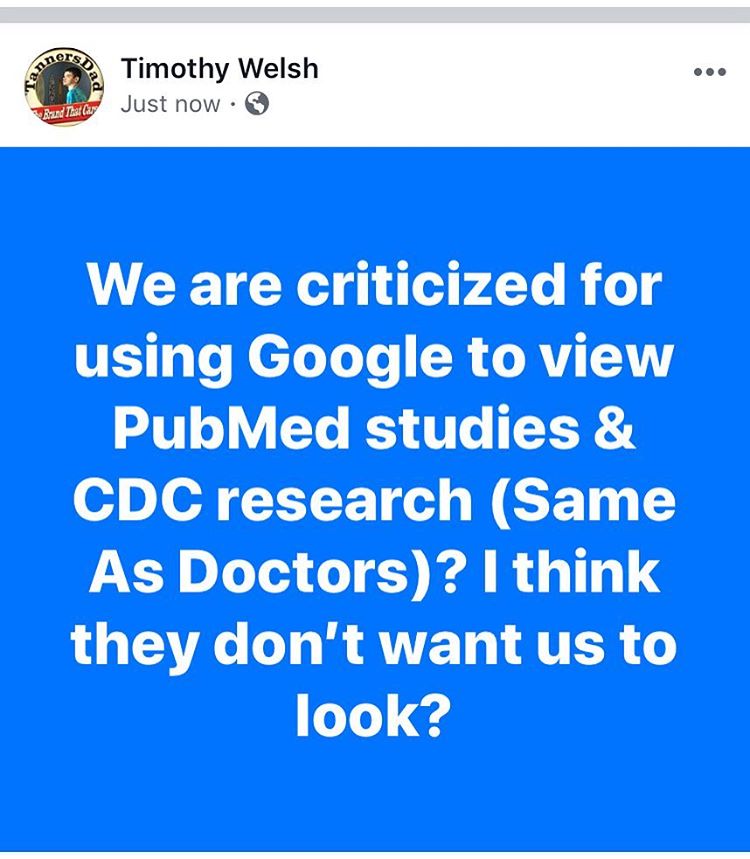 TannersDad
The Brand That Cares
Timothy Welsh
Just now ·
We are criticized for
using Google to view
PubMed studies &
CDC research (Same
As Doctors)? I think
they don’t want us to
look?